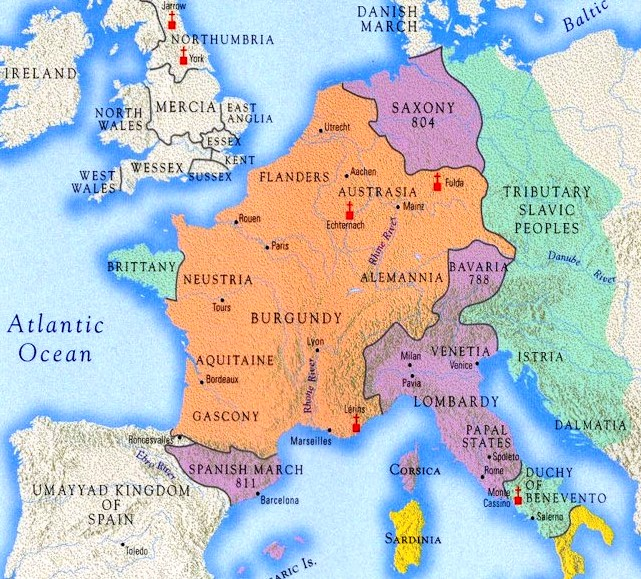 Jarrow
DANISH
MARCH
Baltic
NORTHUMBRIA
York
IRELAND
MERCIA
EAST
ANGLIA
NORTH
WALES
ESSEX
KENT
WESSEX
SUSSEX
WEST
WALES
SAXONY
804
Utrecht
Aachen
FLANDERS
AUSTRASIA
Fulda
Mainz
Echternach
TRIBUTARY
SLAVIC
PEOPLES
Rouen
Paris
Rhine River
Danube River
BRITTANY
NEUSTRIA
ALEMANNIA
BAVARIA
788
Tours
BURGUNDY
Atlantic
Ocean
Lyon
Milan
VENETIA
Venice
ISTRIA
AQUITAINE
Pavia
Bordeaux
Rhone River
LOMBARDY
GASCONY
Lérins
DALMATIA
Marseilles
PAPAL
STATES
Roncesvalles
Ebro River
SPANISH MARCH
811
Spoleto
CORSICA
Rome
DUCHY
OF
BENEVENTO
UMAYYAD KINGDOM
OF
SPAIN
Barcelona
Monte
Cassino
Salerno
Toledo
SARDINIA
ARIC IS.